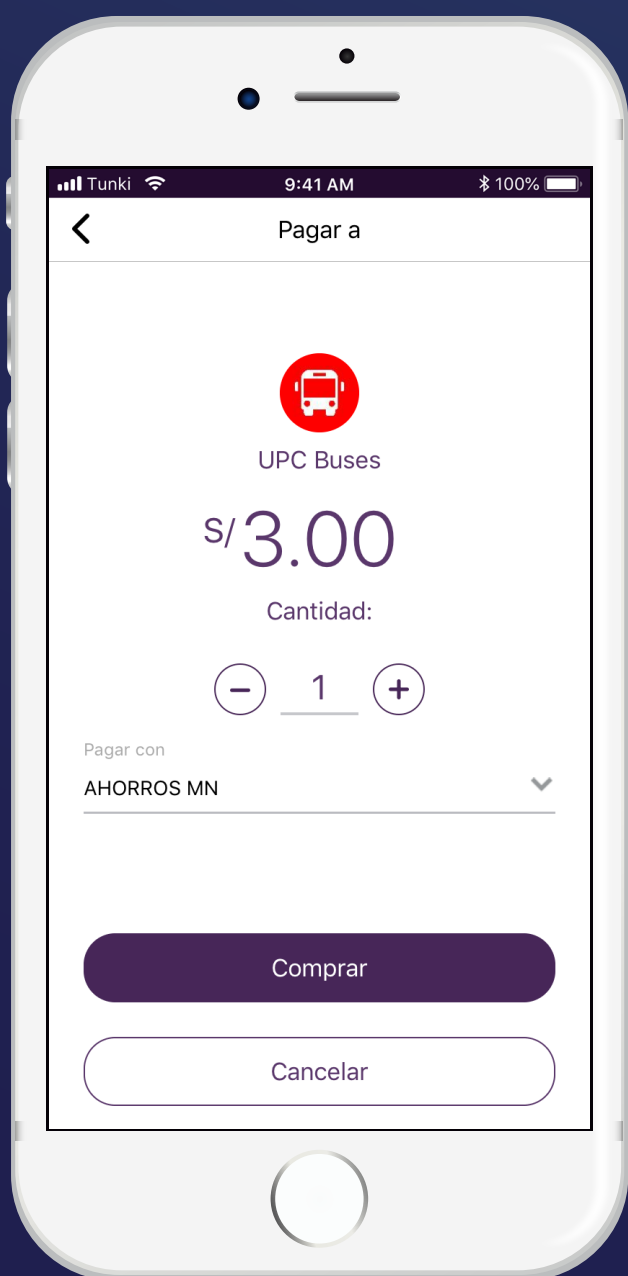 Tunki 9:41 AM 100%
Pagar a
UPC Buses
S/3.00
Cantidad:
1
Pagar con
AHORROS MN
Comprar
Cancelar